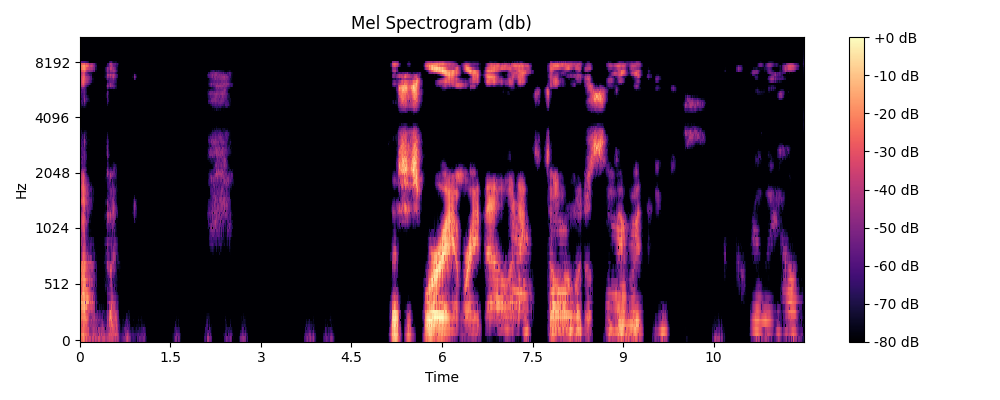 Mel Spectrogram (db)
8192
4096
2048
1024
512
0
Hz
0 1.5 3 4.5 6 7.5 9 10
Time
+0 dB
-10 dB
-20 dB
-30 dB
-40 dB
-50 dB
-60 dB
-70 dB
-80 dB